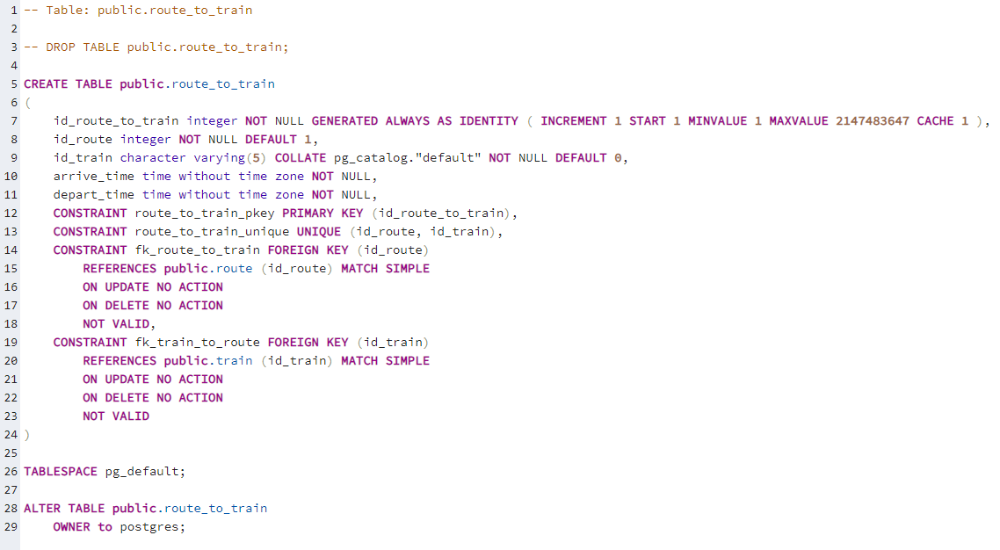 1 -- Table: public.route_to_train
2
3 -- DROP TABLE public.route_to_train;
4
5 CREATE TABLE public.route_to_train
6 (
7     id_route_to_train integer NOT NULL GENERATED ALWAYS AS IDENTITY ( INCREMENT 1 START 1 MINVALUE 1 MAXVALUE 2147483647 CACHE 1 ),
8     id_route integer NOT NULL DEFAULT 1,
9     id_train character varying(5) COLLATE pg_catalog."default" NOT NULL DEFAULT 0,
10     arrive_time time without time zone NOT NULL,
11     depart_time time without time zone NOT NULL,
12     CONSTRAINT route_to_train_pkey PRIMARY KEY (id_route_to_train),
13     CONSTRAINT route_to_train_unique UNIQUE (id_route, id_train),
14     CONSTRAINT fk_route_to_train FOREIGN KEY (id_route)
15         REFERENCES public.route (id_route) MATCH SIMPLE
16         ON UPDATE NO ACTION
17         ON DELETE NO ACTION
18         NOT VALID,
19     CONSTRAINT fk_train_to_route FOREIGN KEY (id_train)
20         REFERENCES public.train (id_train) MATCH SIMPLE
21         ON UPDATE NO ACTION
22         ON DELETE NO ACTION
23         NOT VALID
24 )
25
26 TABLESPACE pg_default;
27
28 ALTER TABLE public.route_to_train
29     OWNER to postgres;